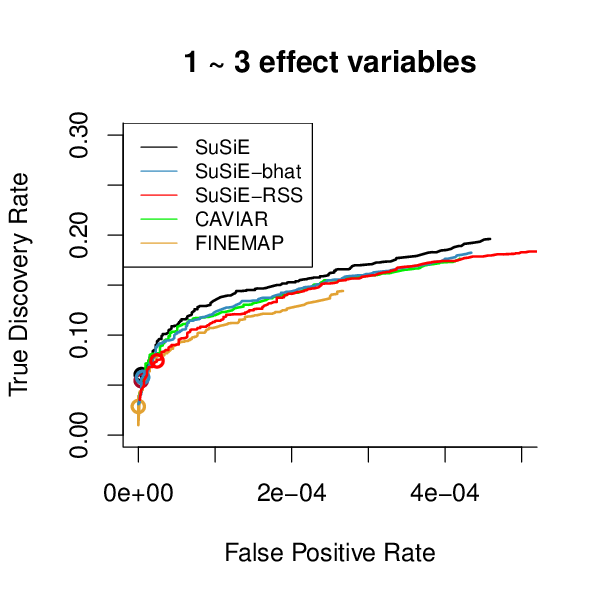 1 ~ 3 effect variables
True Discovery Rate
0.30
0.20
0.10
0.00
SuSiE
SuSiE−bhat
SuSiE−RSS
CAVIAR
FINEMAP
0e+00
2e−04
4e−04
False Positive Rate